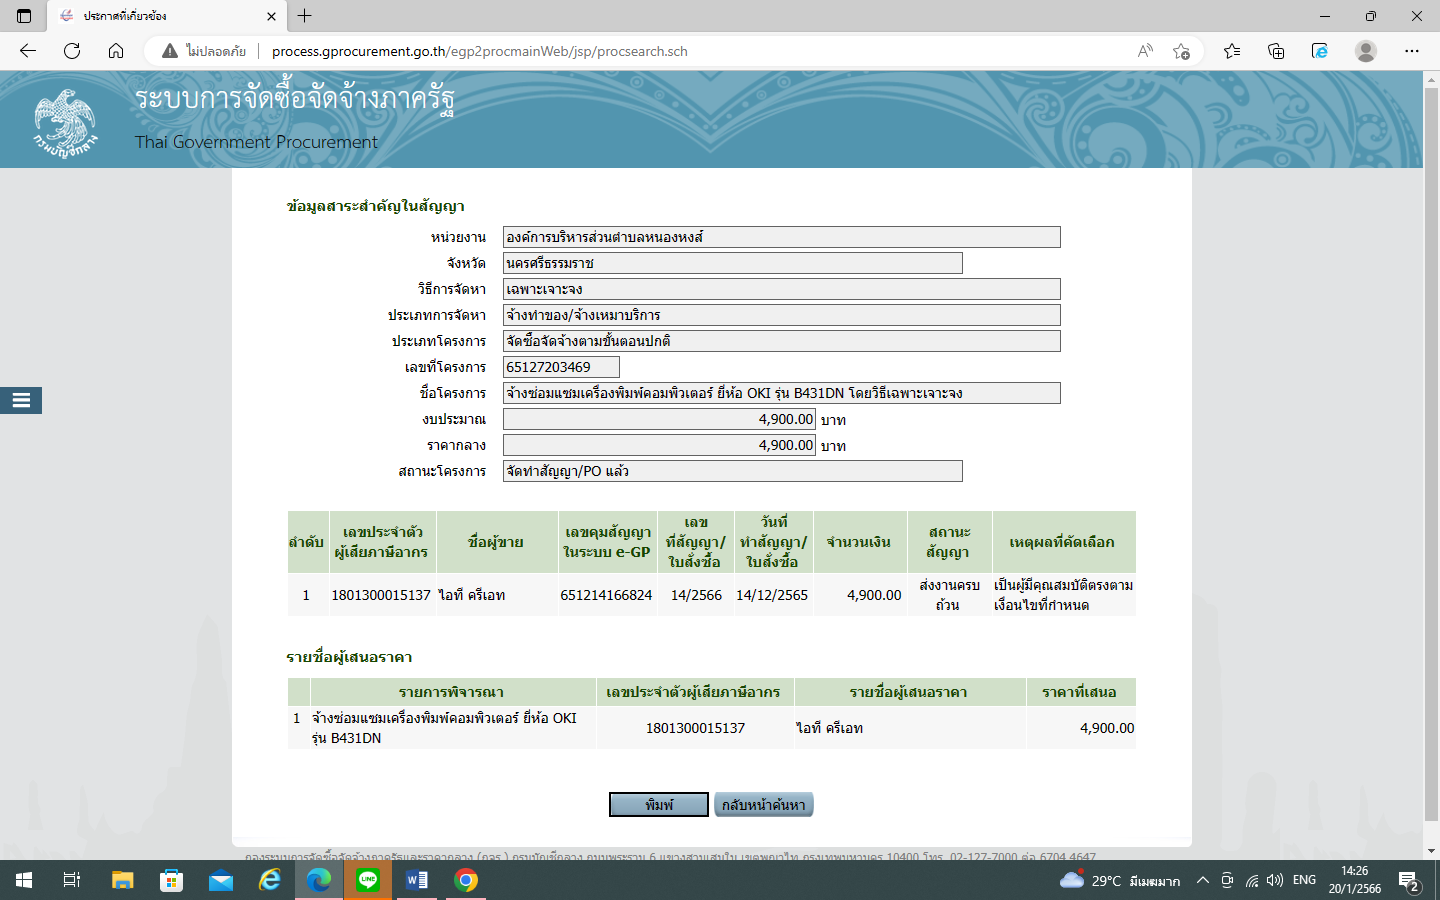 ประกาศที่เกี่ยวข้อง
ไม่ปลอดภัย
process.gprocurement.go.th/egp2procmainWeb/jsp/procsearch.sch
ระบบการจัดซื้อจัดจ้างภาครัฐ
Thai Government Procurement
กรมบัญชีกลาง
ข้อมูลสาระสำคัญในสัญญา
หน่วยงาน องค์การบริหารส่วนตำบลหนองหงส์
จังหวัด นครศรีธรรมราช
วิธีการจัดหา เฉพาะเจาะจง
ประเภทการจัดหา จ้างทำของ/จ้างเหมาบริการ
ประเภทโครงการ จัดซื้อจัดจ้างตามขั้นตอนปกติ
เลขที่โครงการ 65127203469
ชื่อโครงการ จ้างซ่อมแซมเครื่องพิมพ์คอมพิวเตอร์ ยี่ห้อ OKI รุ่น B431DN โดยวิธีเฉพาะเจาะจง
งบประมาณ 4,900.00 บาท
ราคากลาง 4,900.00 บาท
สถานะโครงการ จัดทำสัญญา/PO แล้ว
ลำดับ เลขประจำตัวผู้เสียภาษีอากร ชื่อผู้ขาย เลขคุมสัญญาในระบบ e-GP เลขที่สัญญา/ใบสั่งซื้อ วันที่ทำสัญญา/ใบสั่งซื้อ จำนวนเงิน สถานะสัญญา เหตุผลที่คัดเลือก
1 1801300015137 ไอที ครีเอท 651214166824 14/2566 14/12/2565 4,900.00 ส่งงานครบถ้วน เป็นผู้มีคุณสมบัติตรงตามเงื่อนไขที่กำหนด
รายชื่อผู้เสนอราคา
รายการพิจารณา เลขประจำตัวผู้เสียภาษีอากร รายชื่อผู้เสนอราคา ราคาที่เสนอ
1 จ้างซ่อมแซมเครื่องพิมพ์คอมพิวเตอร์ ยี่ห้อ OKI รุ่น B431DN 1801300015137 ไอที ครีเอท 4,900.00
พิมพ์ กลับหน้าค้นหา
29°C มีเมฆมาก
ENG
14:26
20/1/2566
2